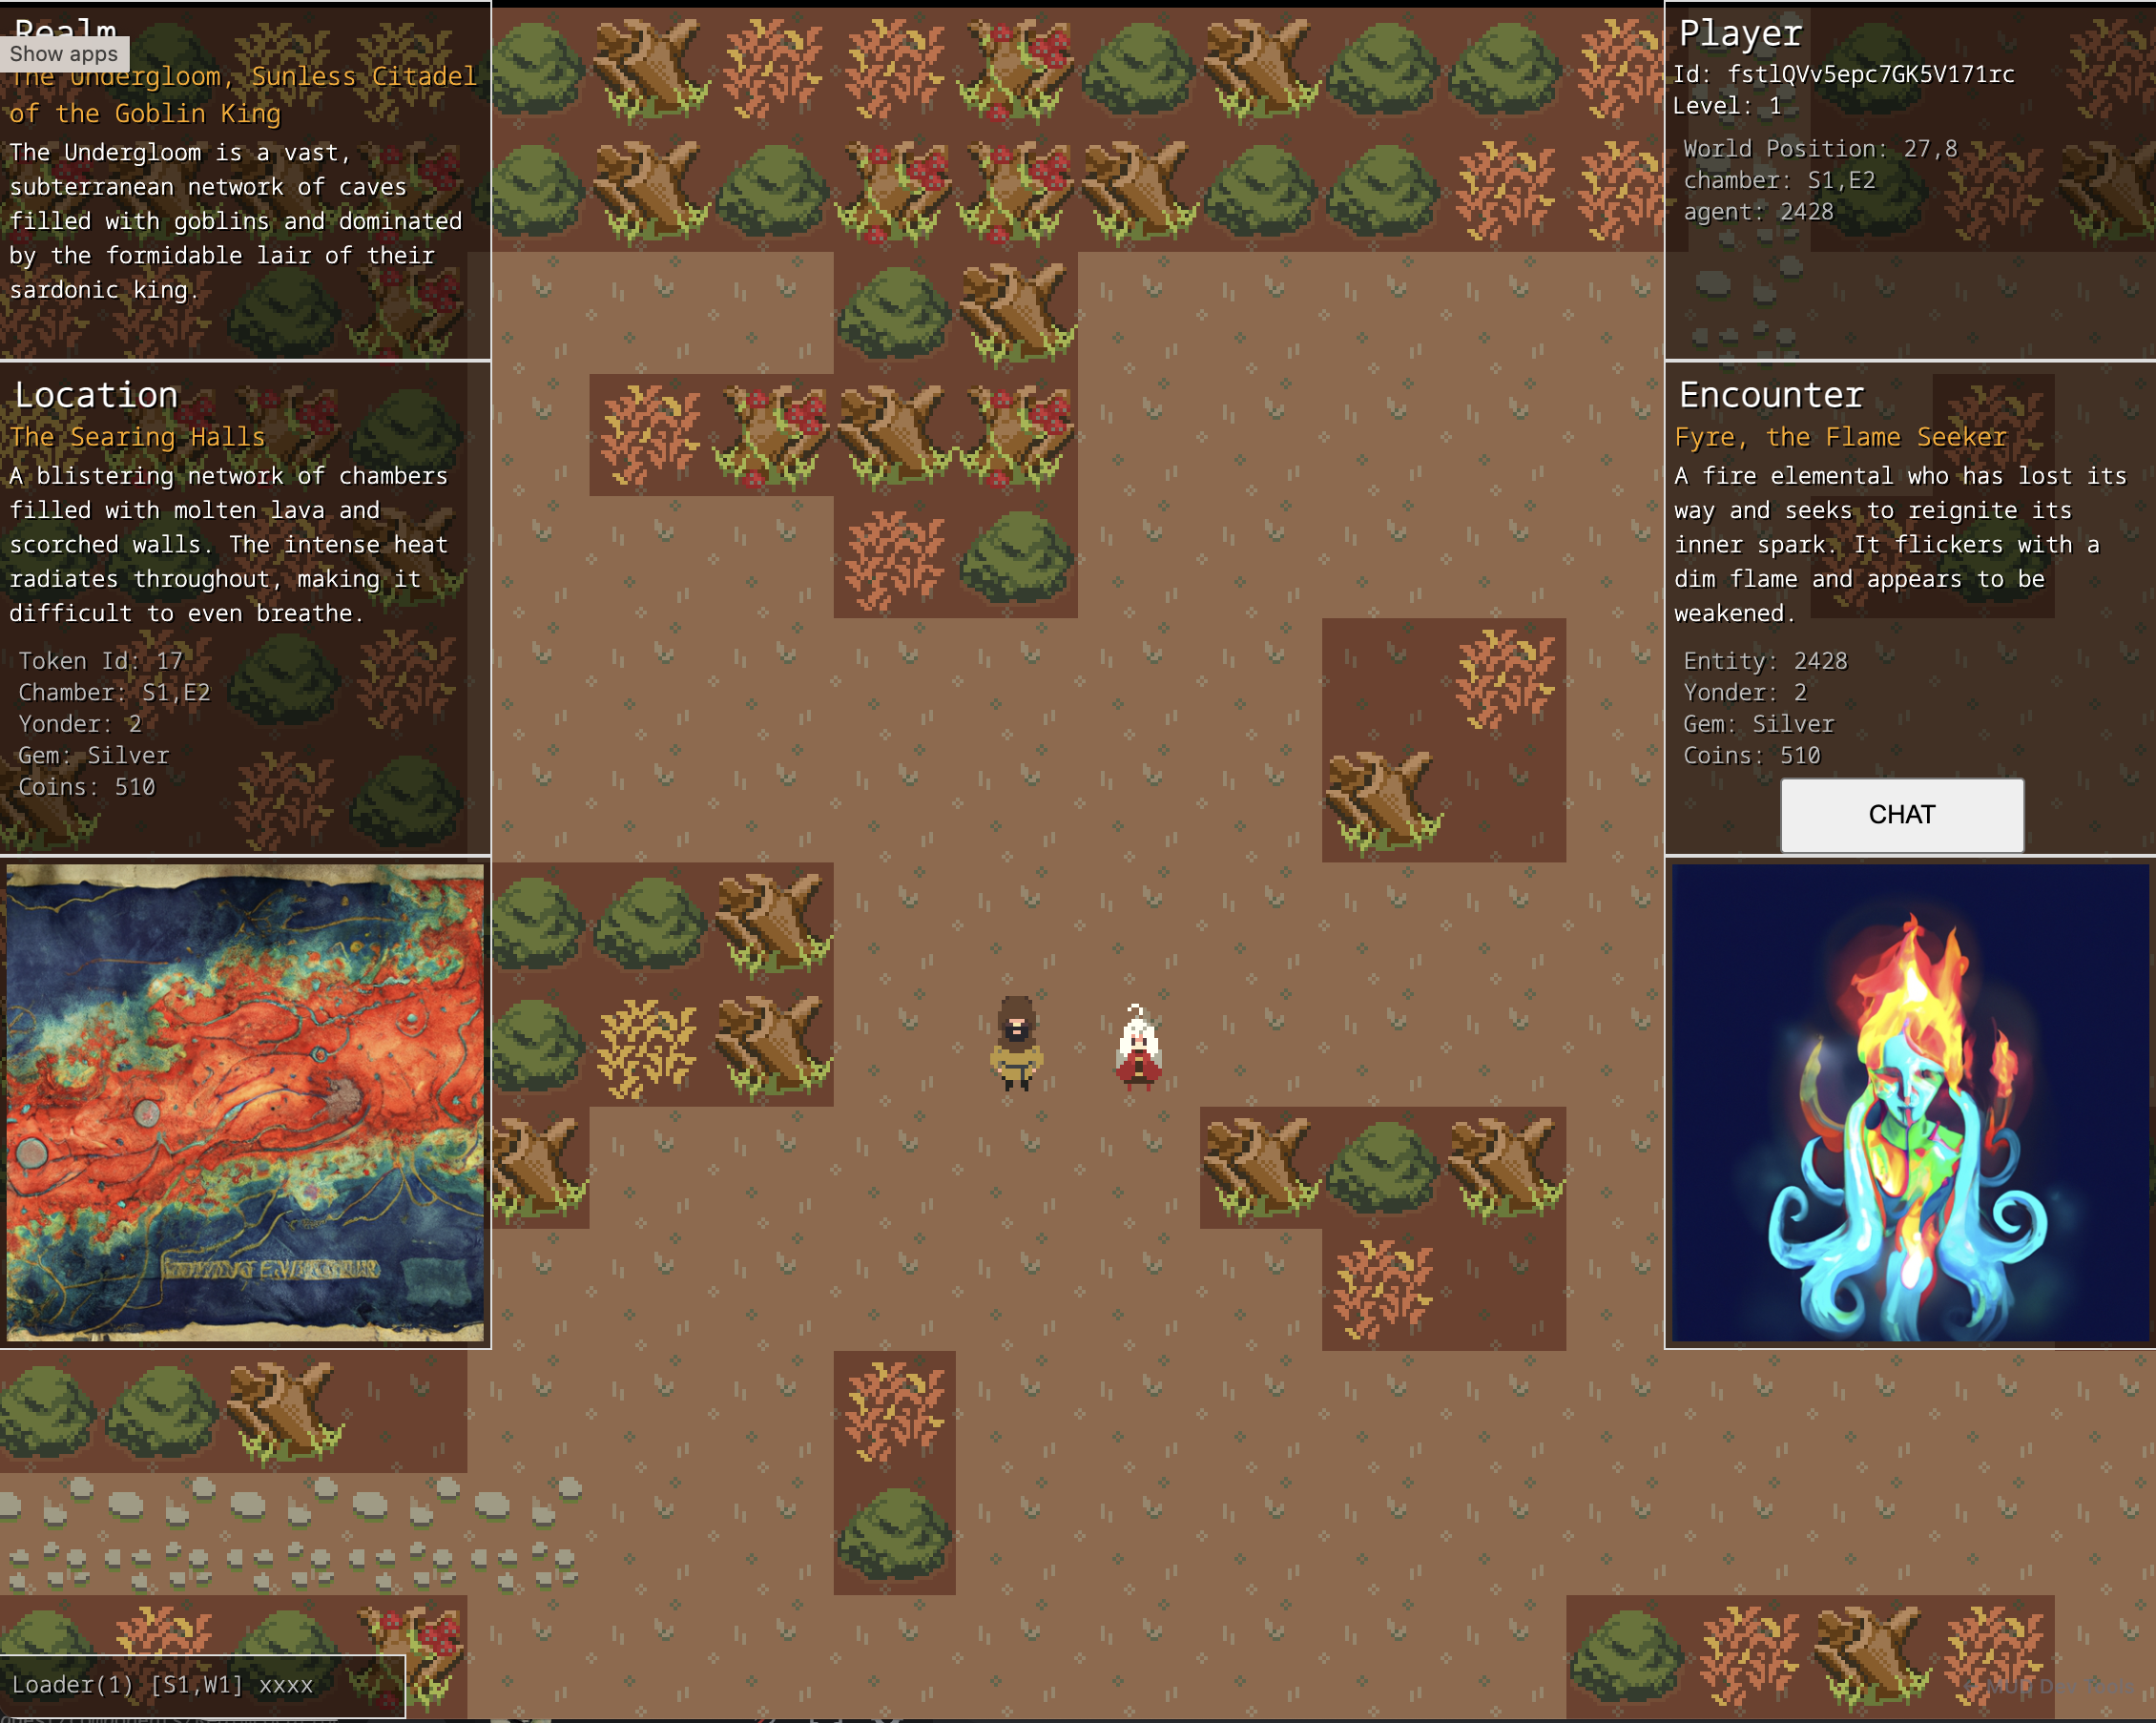 Realm
Show apps
The Undergloom, Sunless Citadel
of the Goblin King
The Undergloom is a vast,
subterranean network of caves
filled with goblins and dominated
by the formidable lair of their
sardonic king.
Location
The Searing Halls
A blistering network of chambers
filled with molten lava and
scorched walls. The intense heat
radiates throughout, making it
difficult to even breathe.
Token Id: 17
Chamber: S1,E2
Yonder: 2
Gem: Silver
Coins: 510
Loader(1) [S1,W1] xxxx
Player
Id: fstlQVv5epc7GK5V171rc
Level: 1
World Position: 27,8
chamber: S1,E2
agent: 2428
Encounter
Fyre, the Flame Seeker
A fire elemental who has lost its
way and seeks to reignite its
inner spark. It flickers with a
dim flame and appears to be
weakened.
Entity: 2428
Yonder: 2
Gem: Silver
Coins: 510
CHAT
MUD Dev Tools